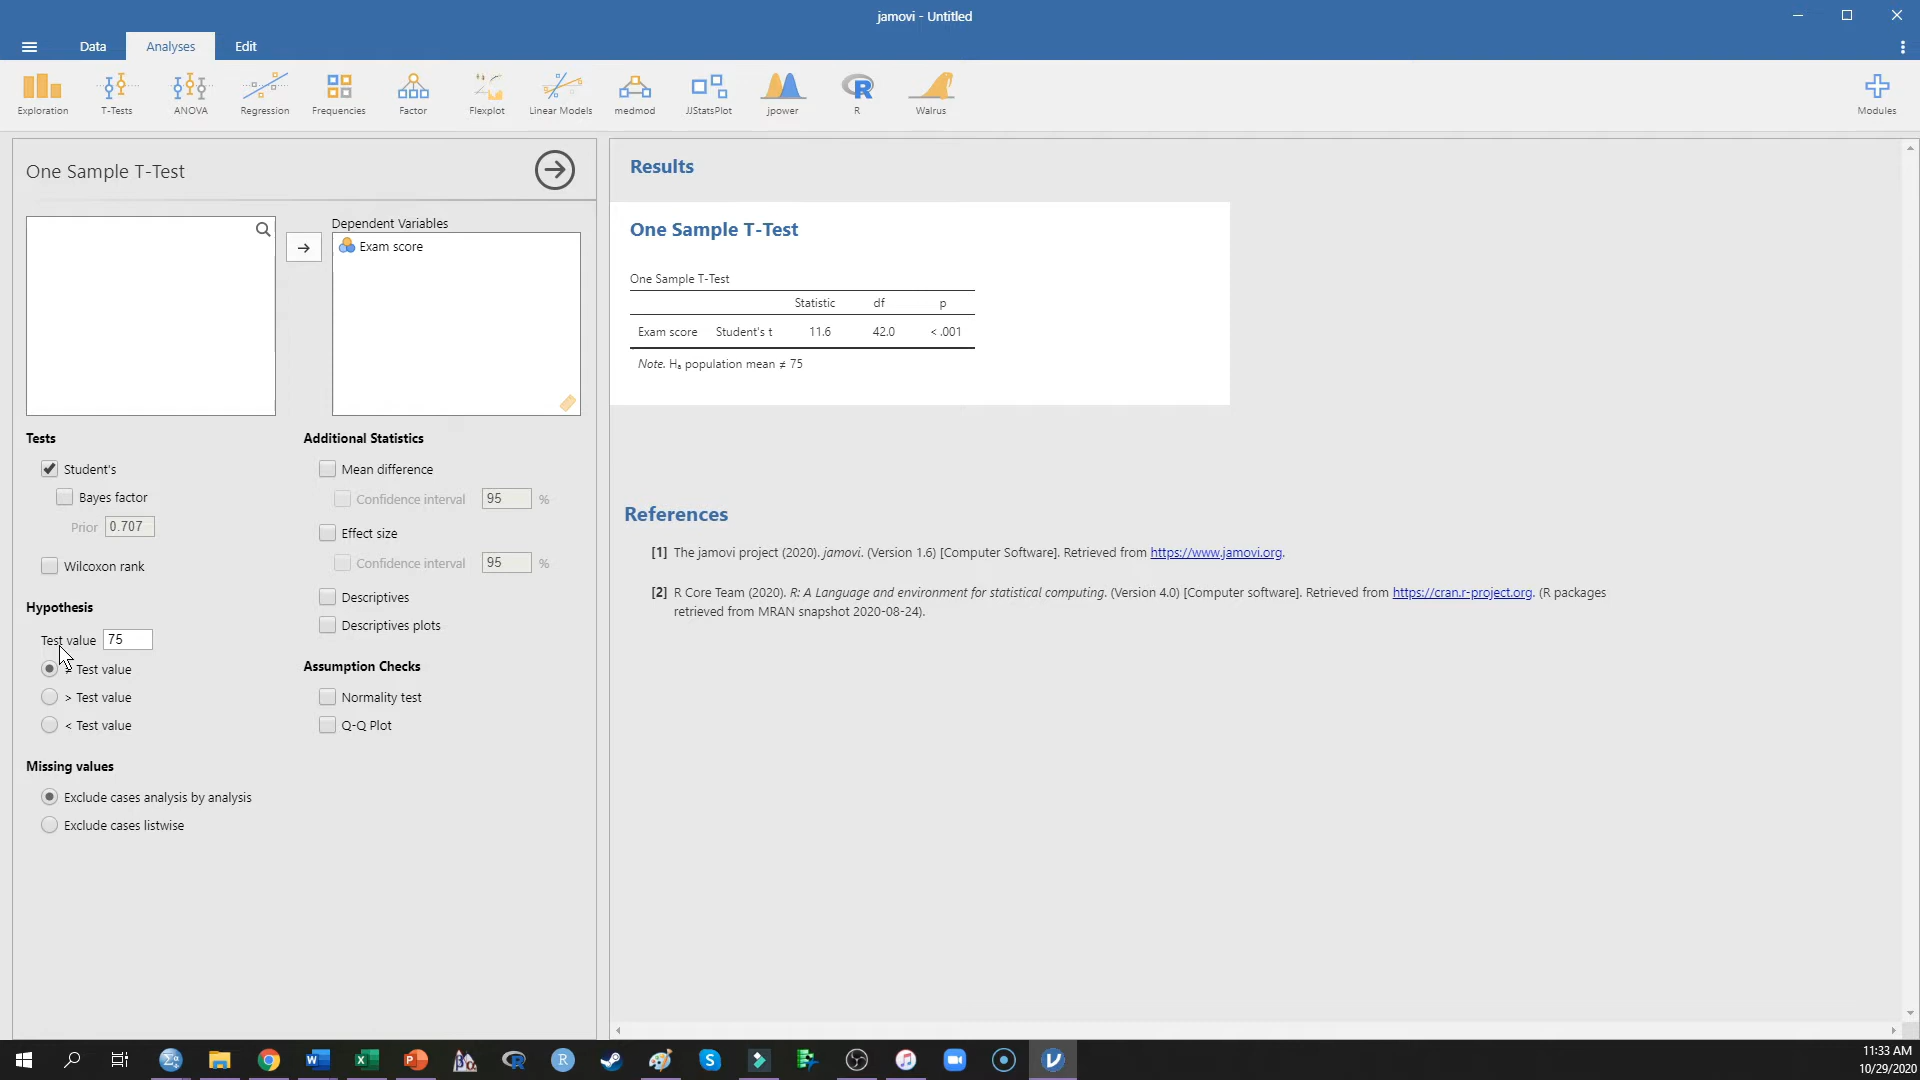 jamovi - Untitled
Data Analyses Edit
Exploration T-Tests ANOVA Regression Frequencies Factor Flexplot Linear Models medmod JJStatsPlot jpower R Walrus Modules
One Sample T-Test
Dependent Variables
Exam score
Tests
Student's
Bayes factor
Prior 0.707
Wilcoxon rank
Hypothesis
Test value 75
≠ Test value
> Test value
< Test value
Missing values
Exclude cases analysis by analysis
Exclude cases listwise
Additional Statistics
Mean difference
Confidence interval 95 %
Effect size
Confidence interval 95 %
Descriptives
Descriptives plots
Assumption Checks
Normality test
Q-Q Plot
Results
One Sample T-Test
One Sample T-Test
Statistic df p
Exam score Student's t 11.6 42.0 < .001
Note. Hₐ population mean ≠ 75
References
[1] The jamovi project (2020). jamovi. (Version 1.6) [Computer Software]. Retrieved from https://www.jamovi.org.
[2] R Core Team (2020). R: A Language and environment for statistical computing. (Version 4.0) [Computer software]. Retrieved from https://cran.r-project.org. (R packages
retrieved from MRAN snapshot 2020-08-24).
11:33 AM
10/29/2020